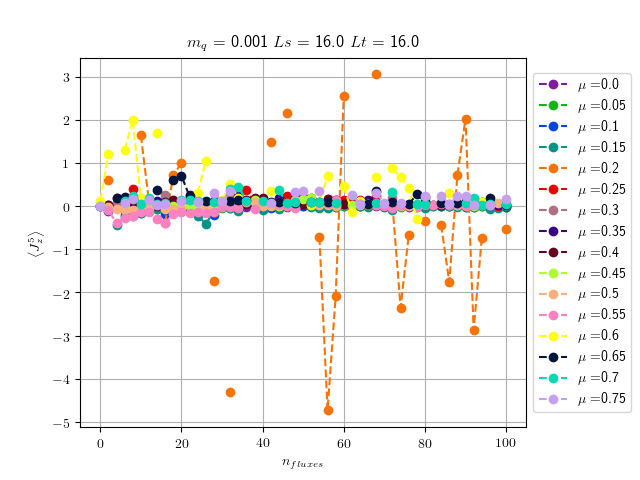 m_q = 0.001 Ls = 16.0 Lt = 16.0
3
2
1
0
−1
−2
−3
−4
−5
⟨J_z^5⟩
0 20 40 60 80 100
n_fluxes
μ =0.0
μ =0.05
μ =0.1
μ =0.15
μ =0.2
μ =0.25
μ =0.3
μ =0.35
μ =0.4
μ =0.45
μ =0.5
μ =0.55
μ =0.6
μ =0.65
μ =0.7
μ =0.75